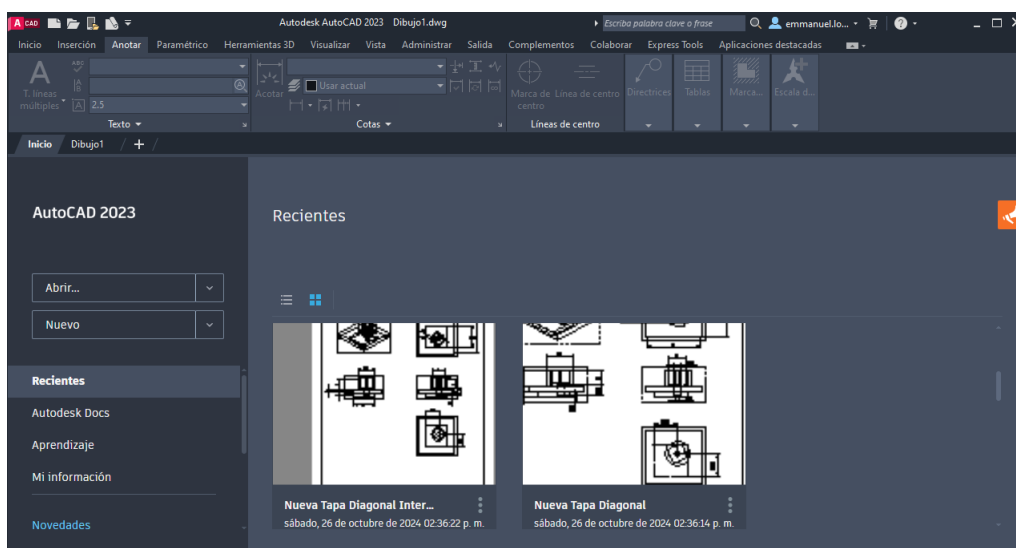 A CAD
Autodesk AutoCAD 2023 Dibujo1.dwg
Escriba palabra clave o frase
emmanuel.lo...
?
Inicio Inserción Anotar Paramétrico Herramientas 3D Visualizar Vista Administrar Salida Complementos Colaborar Express Tools Aplicaciones destacadas
A
ABC
T. líneas
múltiples
A 2.5
Acotar
Usar actual
Marca de
centro
Línea de centro
Directrices
Tablas
Marca...
Escala d...
Texto
Cotas
Líneas de centro
Inicio Dibujo1 +
AutoCAD 2023
Recientes
Abrir...
Nuevo
Recientes
Autodesk Docs
Aprendizaje
Mi información
Novedades
Nueva Tapa Diagonal Inter...
sábado, 26 de octubre de 2024 02:36:22 p. m.
Nueva Tapa Diagonal
sábado, 26 de octubre de 2024 02:36:14 p. m.